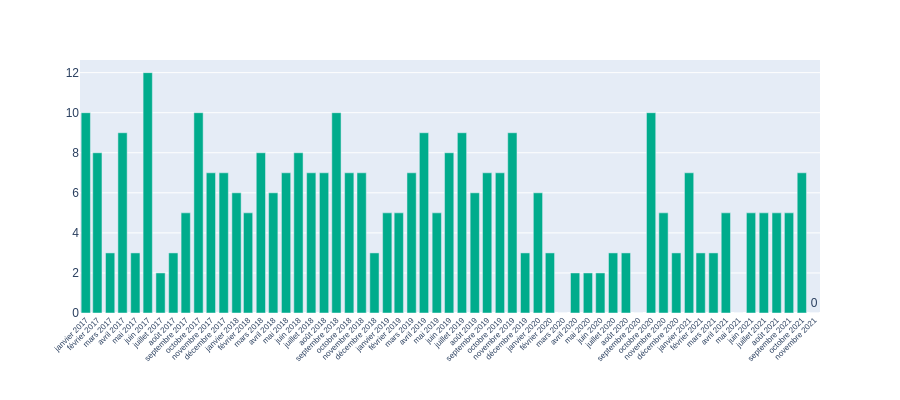 12
10
8
6
4
2
0
0
janvier 2017
février 2017
mars 2017
avril 2017
mai 2017
juin 2017
juillet 2017
août 2017
septembre 2017
octobre 2017
novembre 2017
décembre 2017
janvier 2018
février 2018
mars 2018
avril 2018
mai 2018
juin 2018
juillet 2018
août 2018
septembre 2018
octobre 2018
novembre 2018
décembre 2018
janvier 2019
février 2019
mars 2019
avril 2019
mai 2019
juin 2019
juillet 2019
août 2019
septembre 2019
octobre 2019
novembre 2019
décembre 2019
janvier 2020
février 2020
mars 2020
avril 2020
mai 2020
juin 2020
juillet 2020
août 2020
septembre 2020
octobre 2020
novembre 2020
décembre 2020
janvier 2021
février 2021
mars 2021
avril 2021
mai 2021
juin 2021
juillet 2021
août 2021
septembre 2021
octobre 2021
novembre 2021